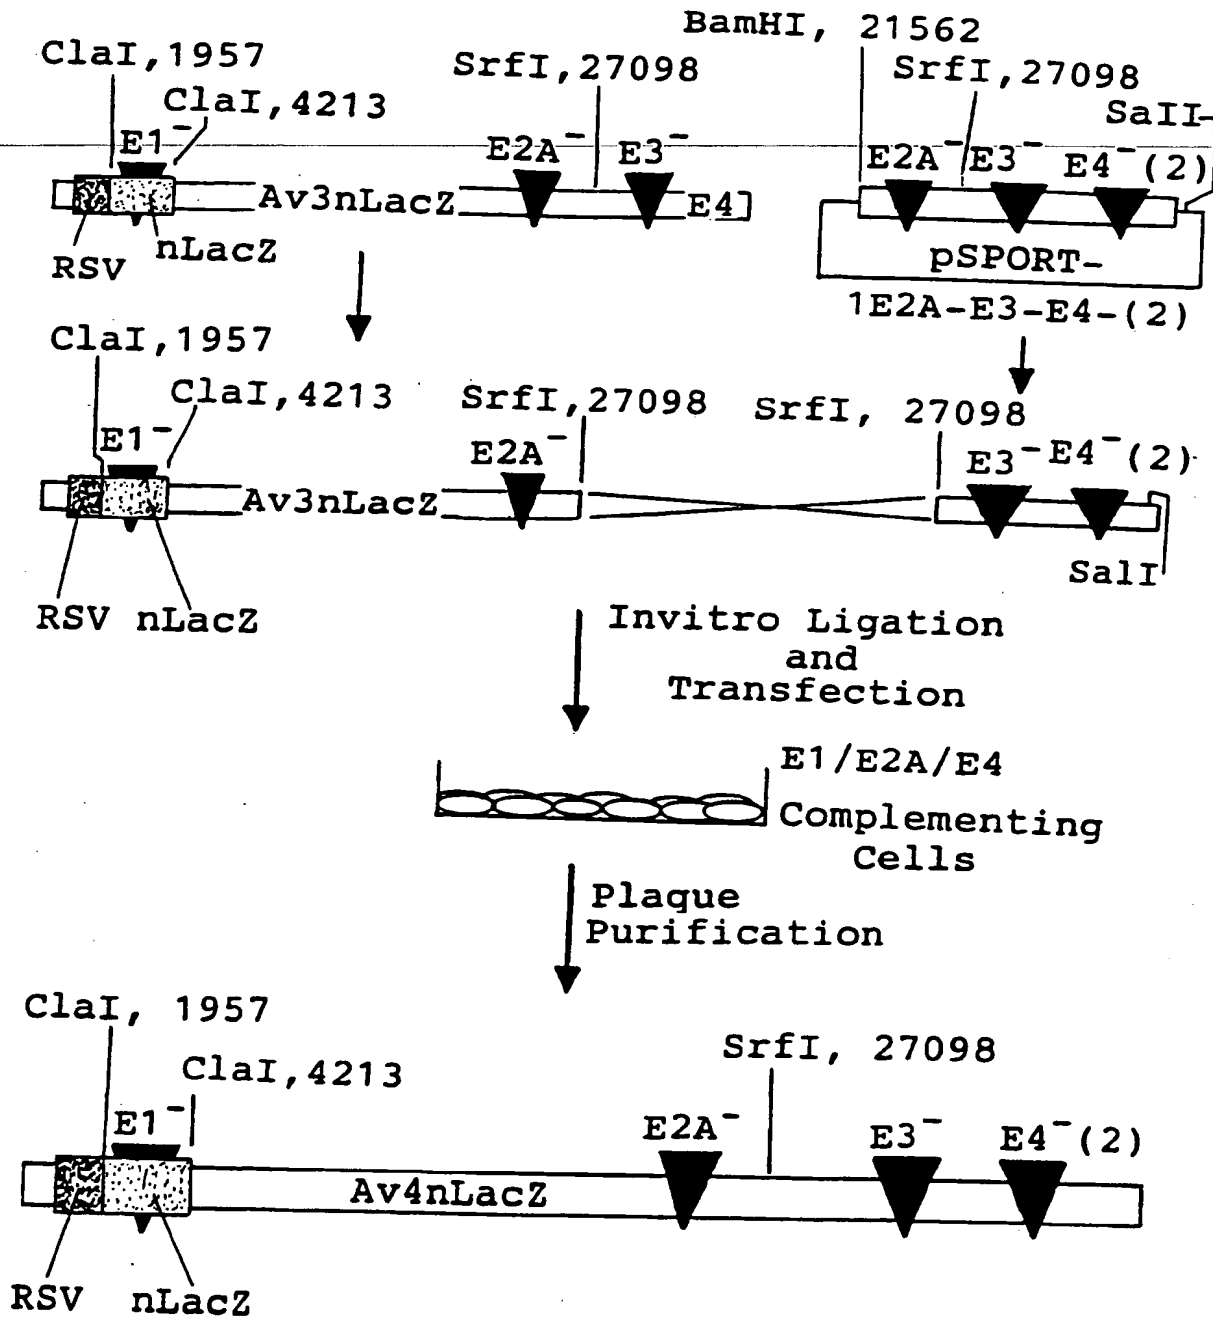 BamHI, 21562
ClaI,1957
SrfI,27098
SrfI,27098
ClaI,4213
SaII
E1⁻
E2A⁻
E3⁻
E2A⁻
E3⁻
E4⁻(2)
Av3nLacZ
E4
RSV
nLacZ
pSPORT-
1E2A-E3-E4-(2)
ClaI,1957
ClaI,4213
SrfI,27098
SrfI, 27098
E1⁻
E2A⁻
E3⁻
E4⁻(2)
Av3nLacZ
SalI
RSV
nLacZ
Invitro Ligation
and
Transfection
E1/E2A/E4
Complementing
Cells
Plaque
Purification
ClaI, 1957
ClaI,4213
SrfI, 27098
E1⁻
E2A⁻
E3⁻
E4⁻(2)
Av4nLacZ
RSV
nLacZ